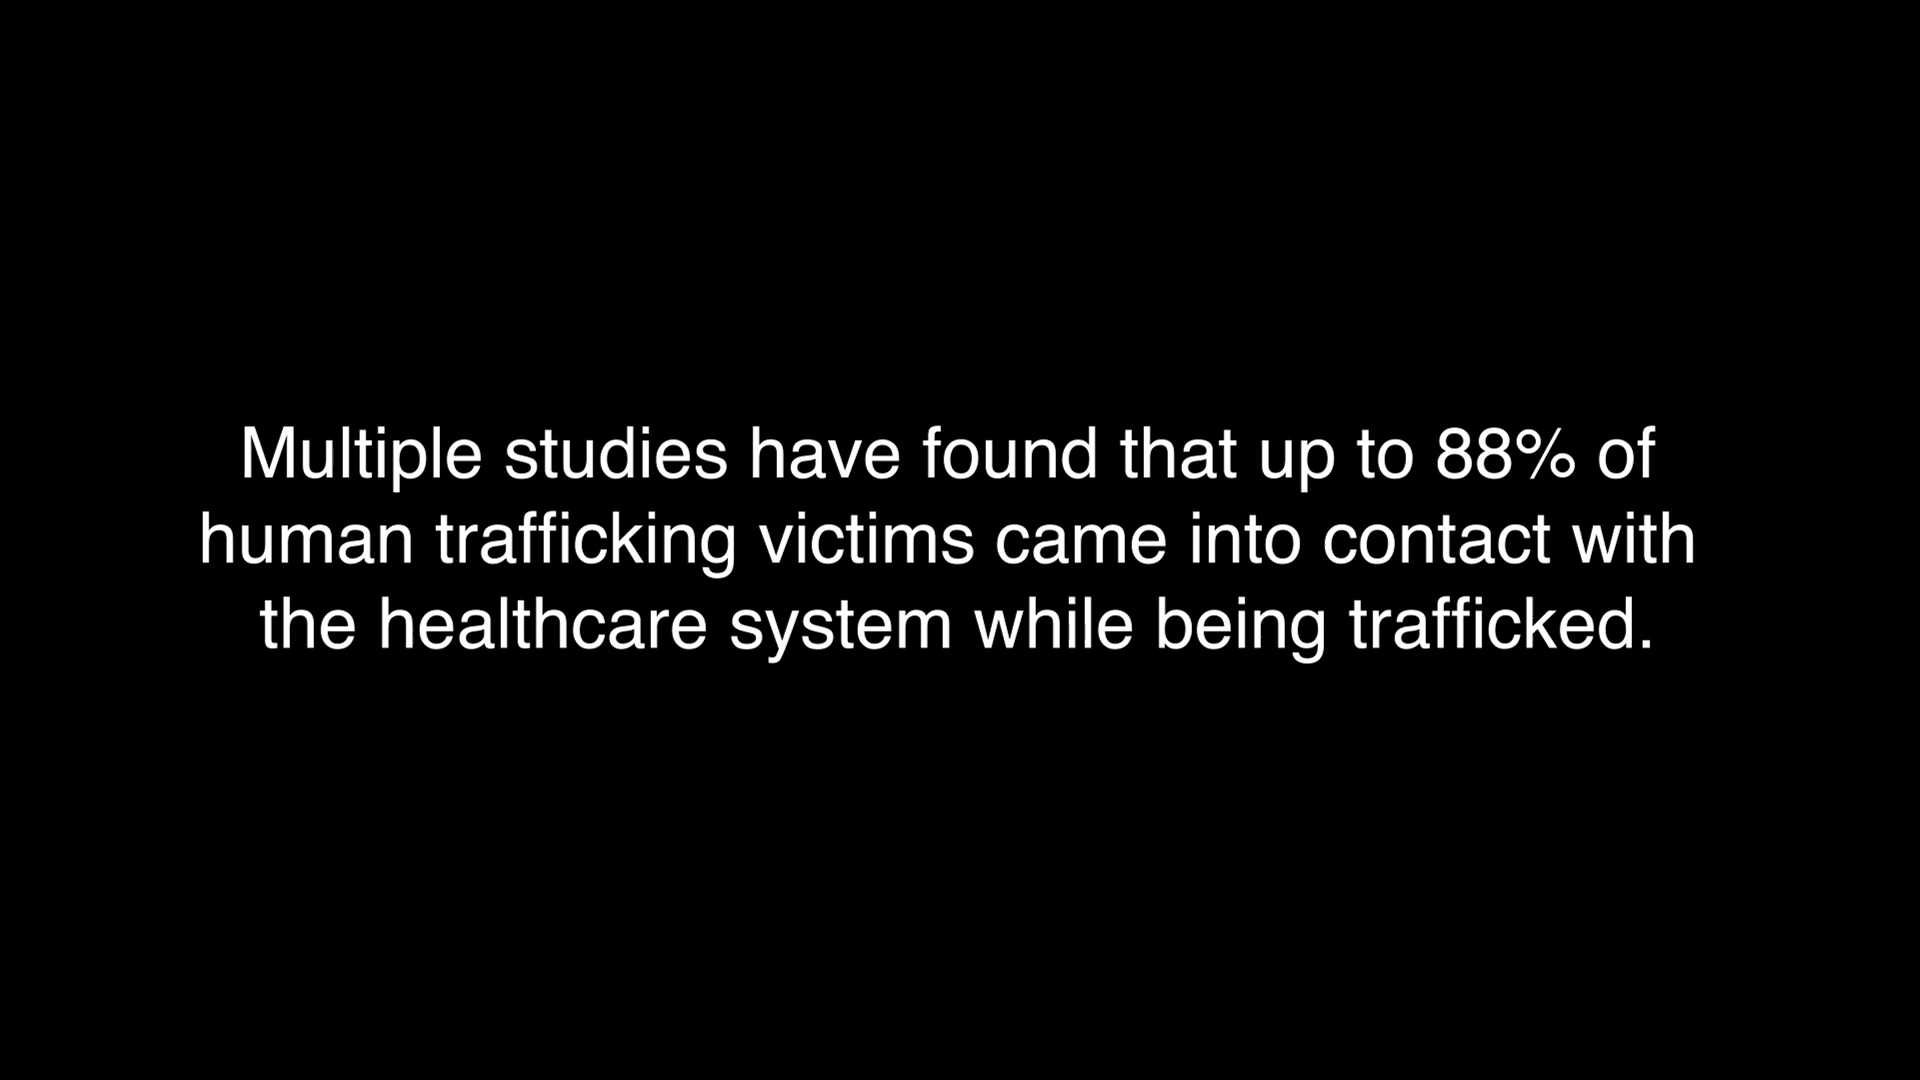 Multiple studies have found that up to 88% of
human trafficking victims came into contact with
the healthcare system while being trafficked.